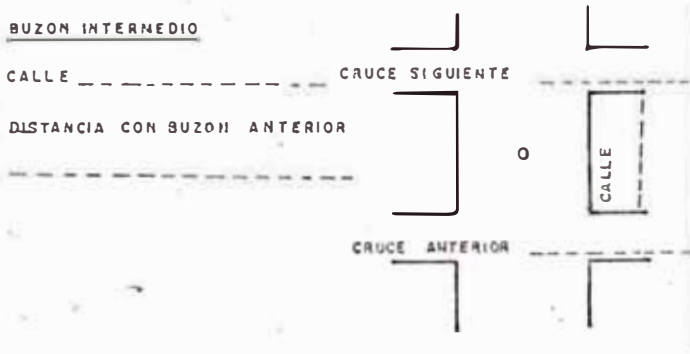 BUZON INTERMEDIO
CALLE
CRUCE SIGUIENTE
DISTANCIA CON BUZON ANTERIOR
O
CALLE
CRUCE ANTERIOR